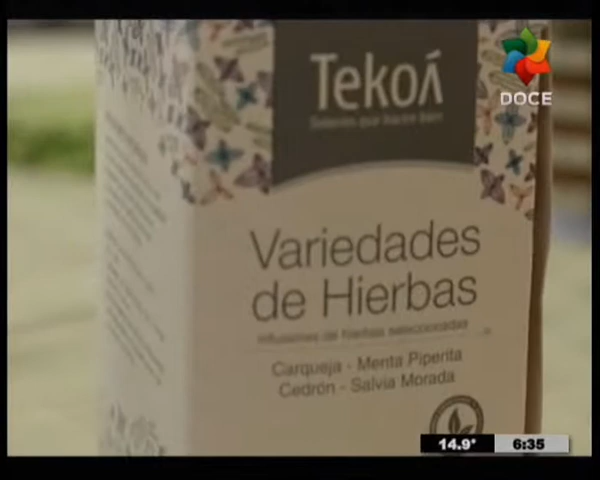 DOCE
Tekoá
Sabores que hacen bien
Variedades
de Hierbas
Infusiones de hierbas seleccionadas
Carqueja - Menta Piperita
Cedrón - Salvia Morada
14.9° 6:35